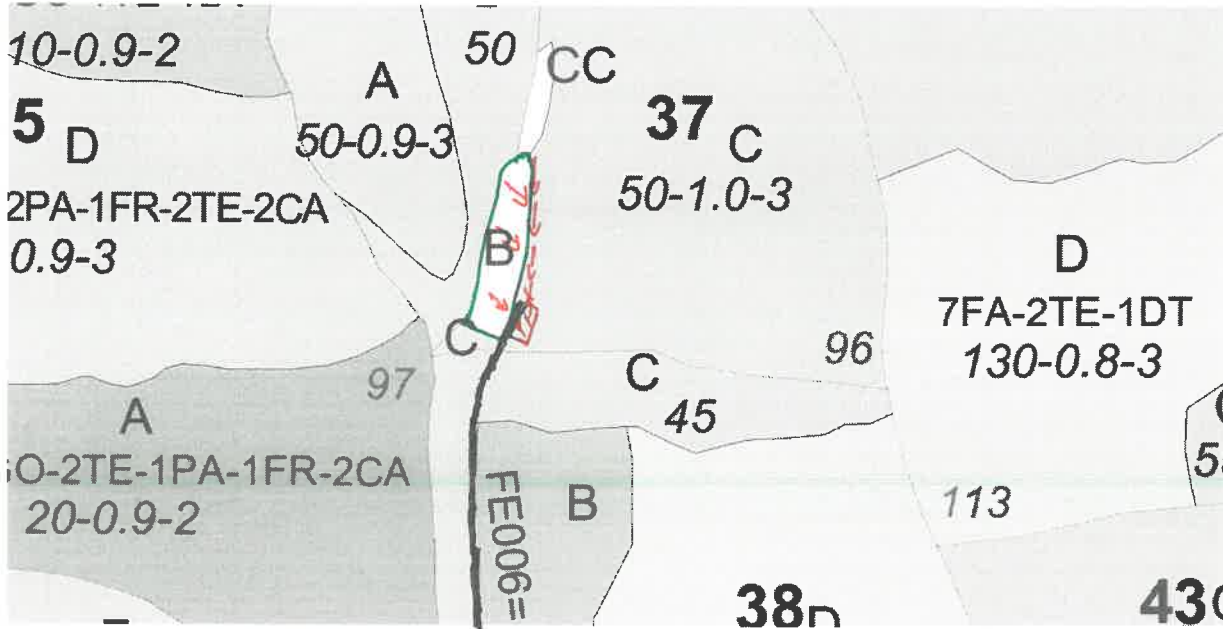 10-0.9-2
50
CC
A
50-0.9-3
37 C
50-1.0-3
5 D
2PA-1FR-2TE-2CA
0.9-3
B
D
7FA-2TE-1DT
130-0.8-3
C
96
97
C
45
A
GO-2TE-1PA-1FR-2CA
20-0.9-2
FE006=
B
113
38D
43